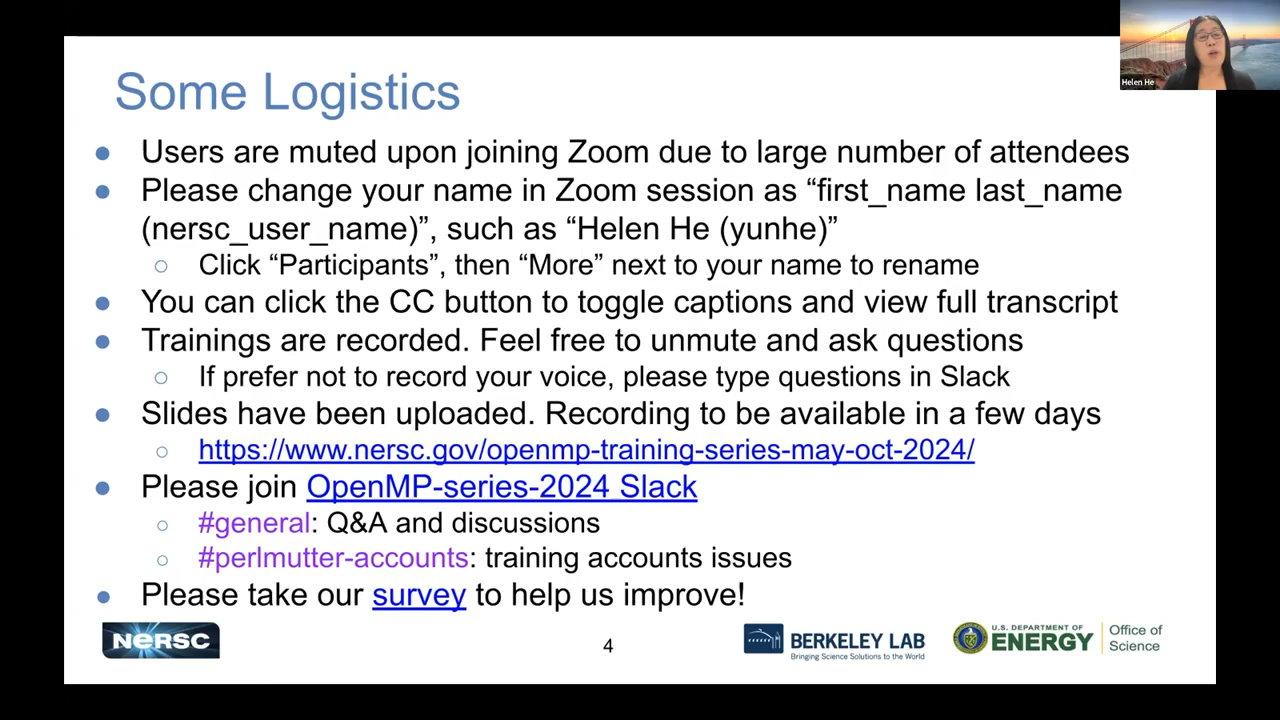 Some Logistics
Helen He
● Users are muted upon joining Zoom due to large number of attendees
● Please change your name in Zoom session as “first_name last_name
(nersc_user_name)”, such as “Helen He (yunhe)”
○ Click “Participants”, then “More” next to your name to rename
● You can click the CC button to toggle captions and view full transcript
● Trainings are recorded. Feel free to unmute and ask questions
○ If prefer not to record your voice, please type questions in Slack
● Slides have been uploaded. Recording to be available in a few days
○ https://www.nersc.gov/openmp-training-series-may-oct-2024/
● Please join OpenMP-series-2024 Slack
○ #general: Q&A and discussions
○ #perlmutter-accounts: training accounts issues
● Please take our survey to help us improve!
NERSC
4
BERKELEY LAB
Bringing Science Solutions to the World
U.S. DEPARTMENT OF
ENERGY
Office of
Science